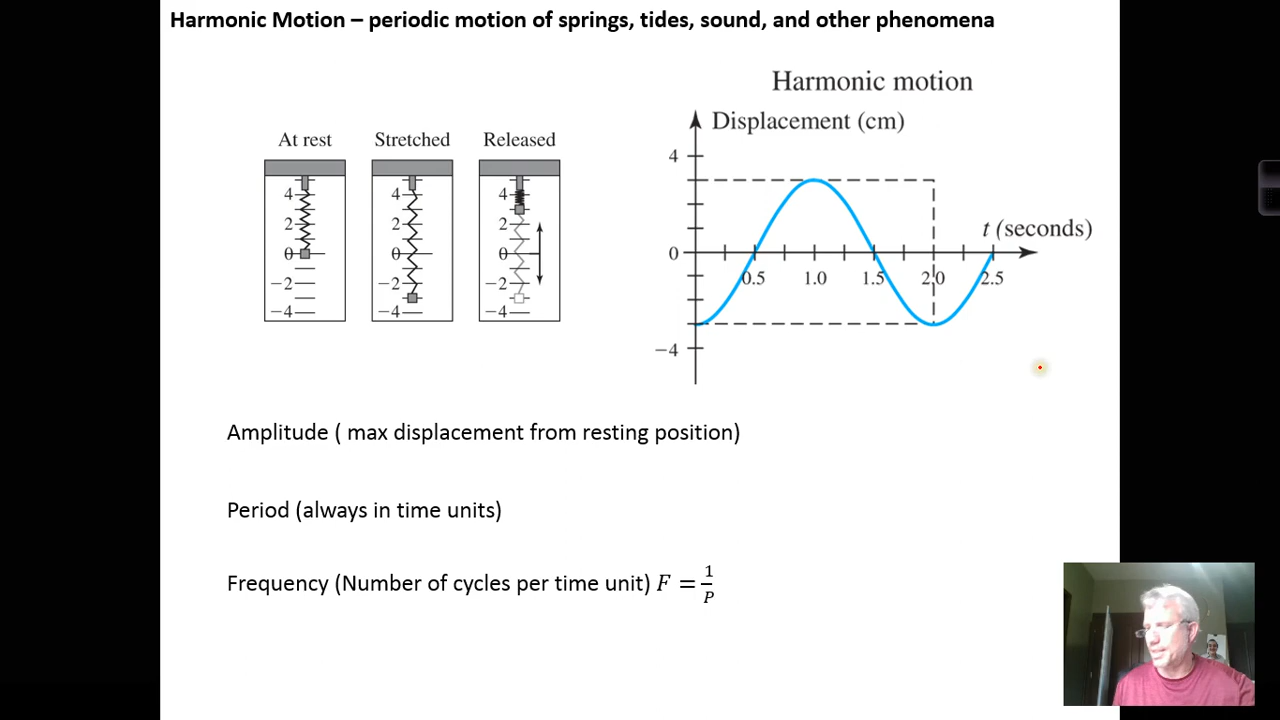 Harmonic Motion – periodic motion of springs, tides, sound, and other phenomena
Harmonic motion
Displacement (cm)
At rest
Stretched
Released
4
2
0
−2
−4
4
2
0
−2
−4
4
2
0
−2
−4
4
0
−4
t (seconds)
0.5 1.0 1.5 2.0 2.5
Amplitude ( max displacement from resting position)
Period (always in time units)
Frequency (Number of cycles per time unit) F = 1/P